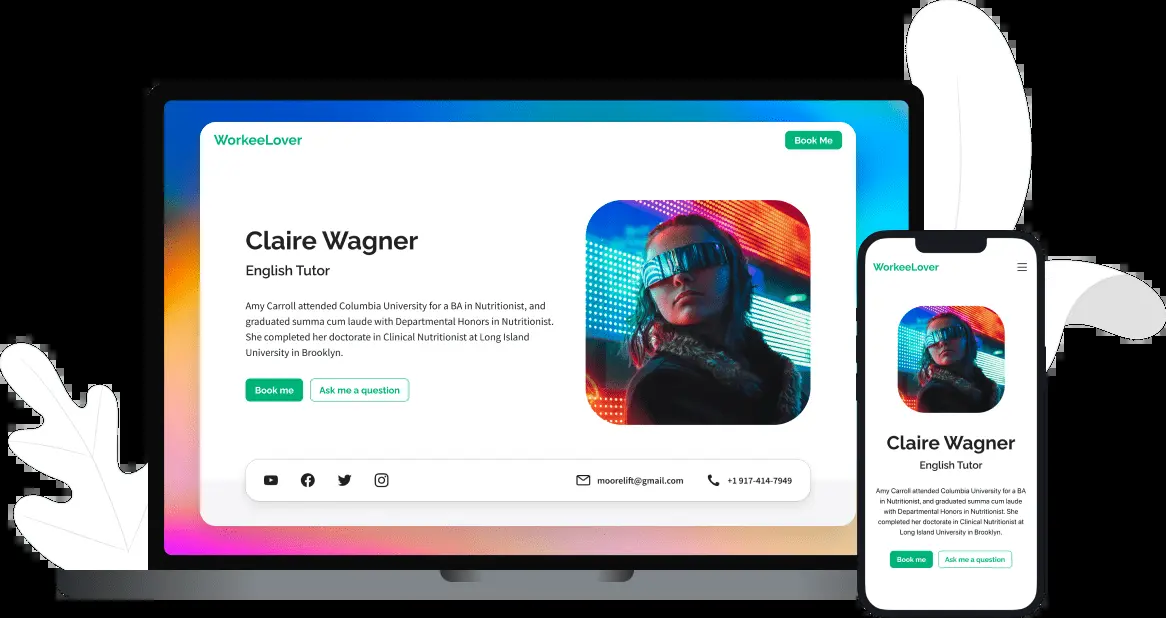 WorkeeLover
Book Me
Claire Wagner
English Tutor
Amy Carroll attended Columbia University for a BA in Nutritionist, and
graduated summa cum laude with Departmental Honors in Nutritionist.
She completed her doctorate in Clinical Nutritionist at Long Island
University in Brooklyn.
Book me
Ask me a question
moorelift@gmail.com
+1 917-414-7949
WorkeeLover
Claire Wagner
English Tutor
Amy Carroll attended Columbia University for a BA
in Nutritionist, and graduated summa cum laude
with Departmental Honors in Nutritionist. She
completed her doctorate in Clinical Nutritionist at
Long Island University in Brooklyn.
Book me
Ask me a question